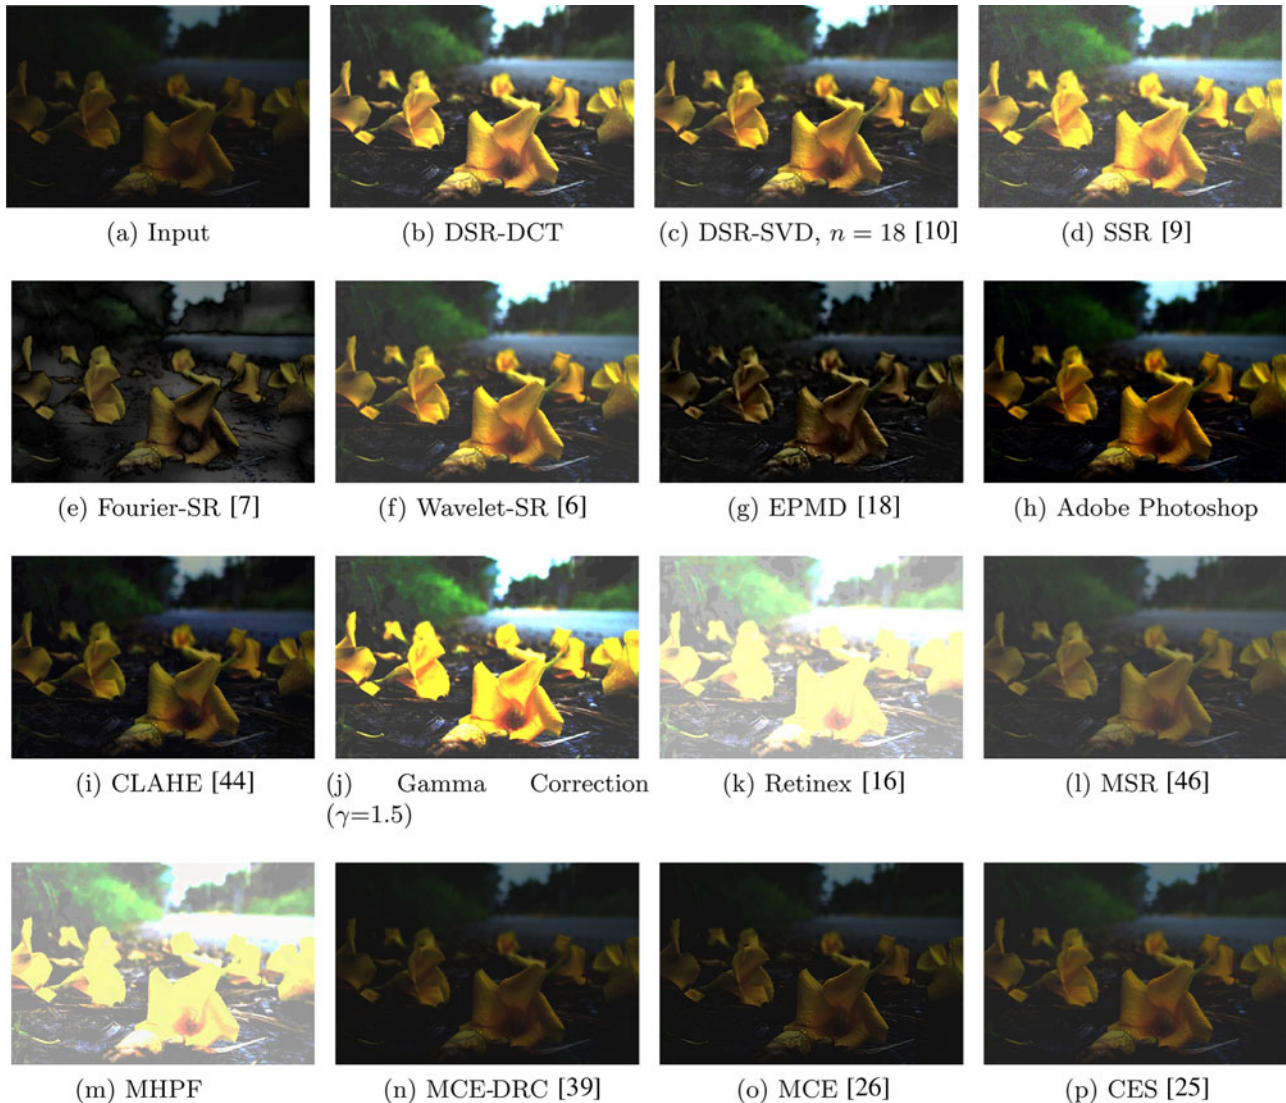 (a) Input
(b) DSR-DCT
(c) DSR-SVD, n = 18 [10]
(d) SSR [9]
(e) Fourier-SR [7]
(f) Wavelet-SR [6]
(g) EPMD [18]
(h) Adobe Photoshop
(i) CLAHE [44]
(j) Gamma Correction
(γ=1.5)
(k) Retinex [16]
(l) MSR [46]
(m) MHPF
(n) MCE-DRC [39]
(o) MCE [26]
(p) CES [25]